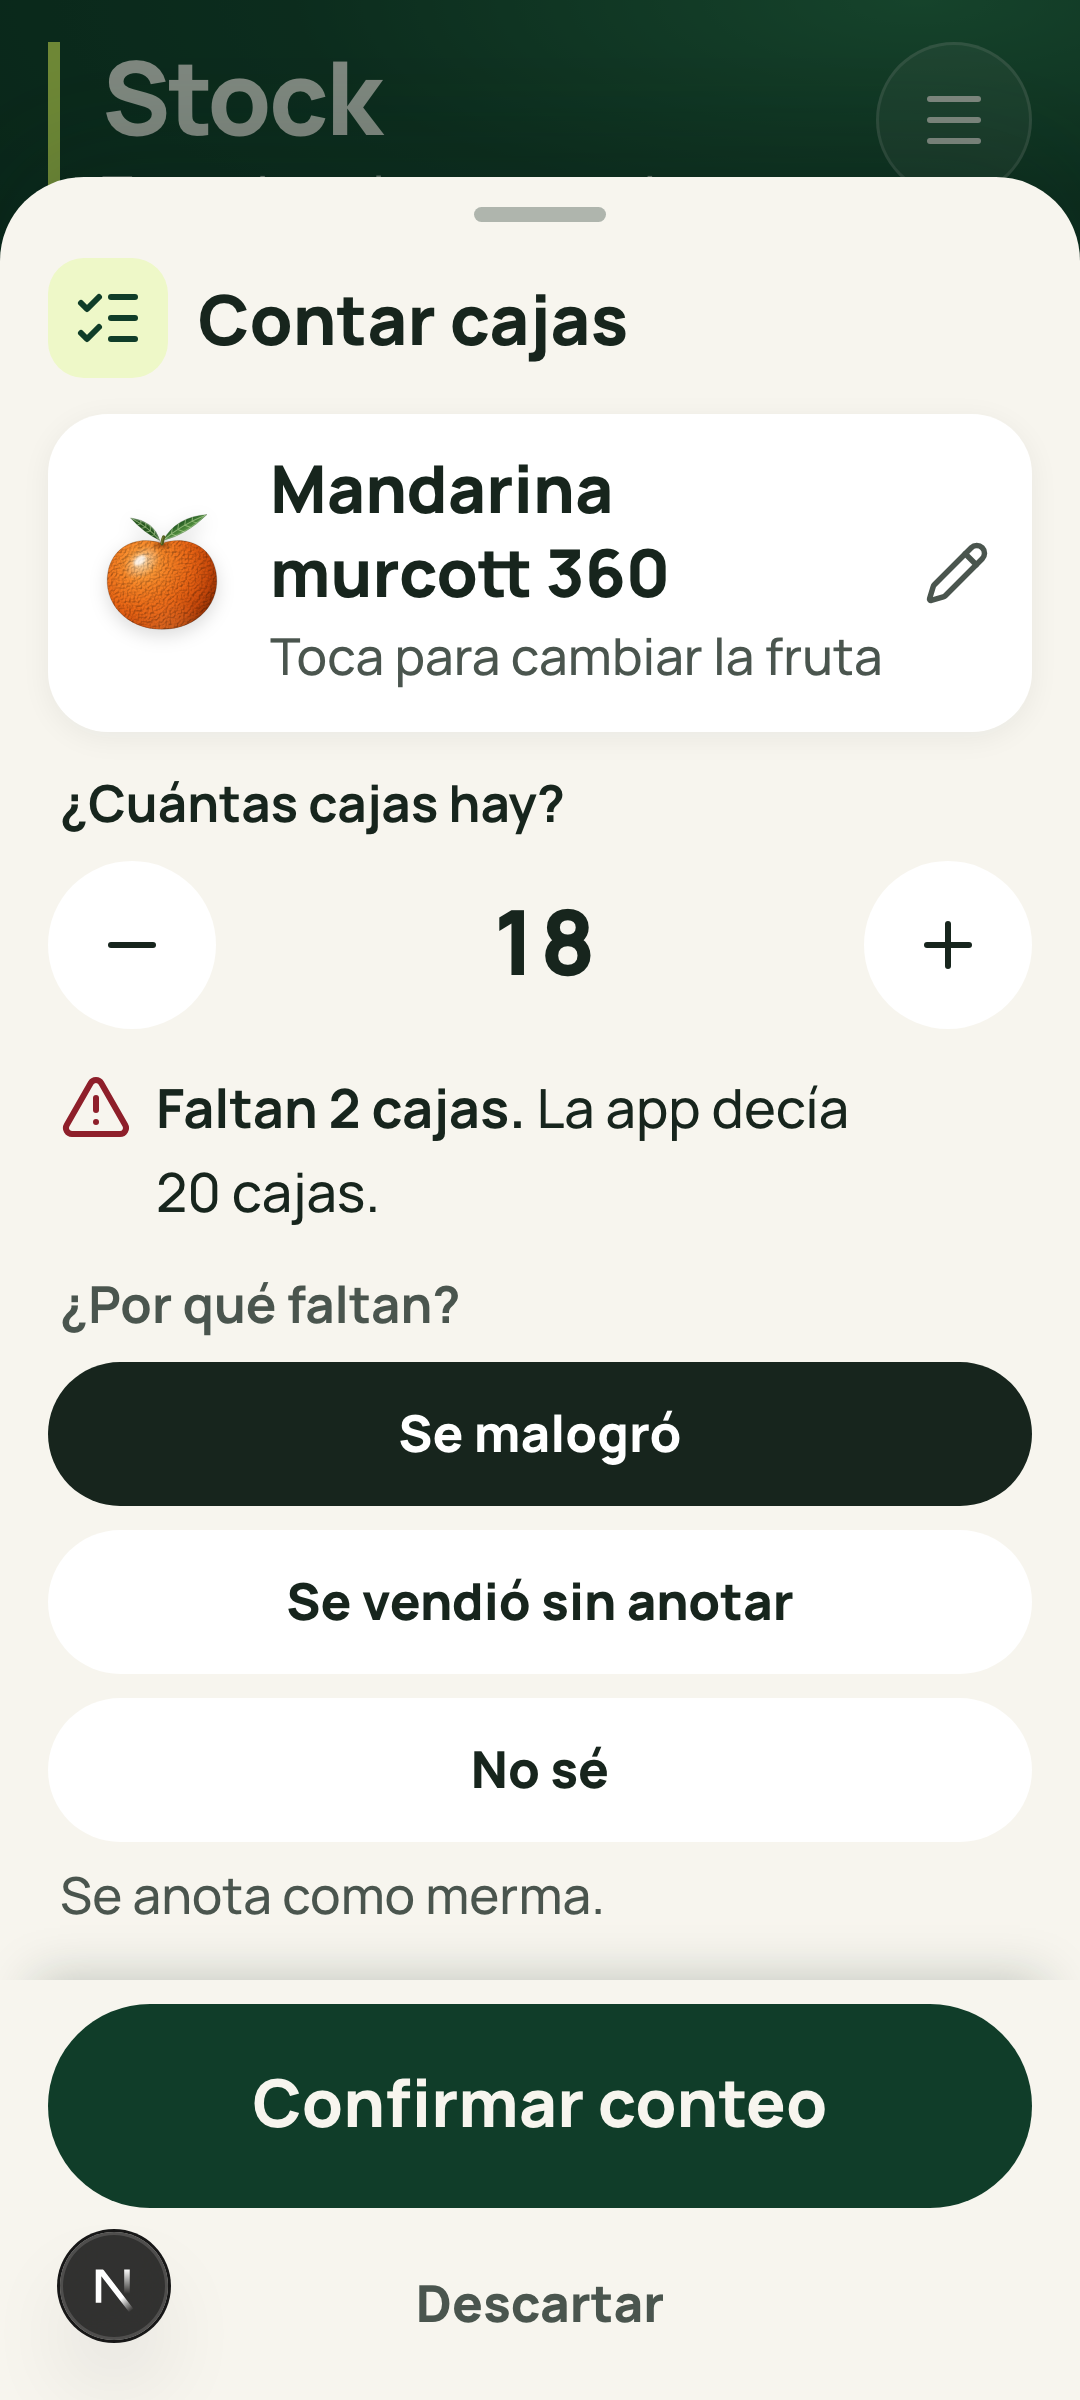 Stock
Contar cajas
Mandarina
murcott 360
Toca para cambiar la fruta
¿Cuántas cajas hay?
18
Faltan 2 cajas. La app decía
20 cajas.
¿Por qué faltan?
Se malogró
Se vendió sin anotar
No sé
Se anota como merma.
Confirmar conteo
N
Descartar